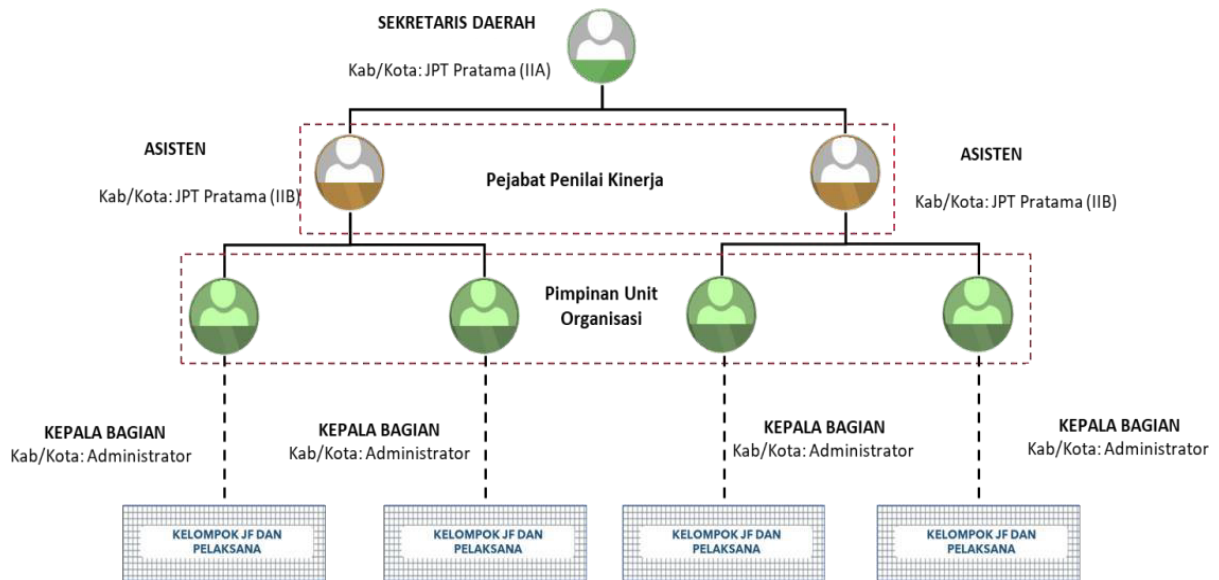 SEKRETARIS DAERAH
Kab/Kota: JPT Pratama (IIA)
ASISTEN
Kab/Kota: JPT Pratama (IIB)
Pejabat Penilai Kinerja
ASISTEN
Kab/Kota: JPT Pratama (IIB)
Pimpinan Unit
Organisasi
KEPALA BAGIAN
Kab/Kota: Administrator
KEPALA BAGIAN
Kab/Kota: Administrator
KEPALA BAGIAN
Kab/Kota: Administrator
KEPALA BAGIAN
Kab/Kota: Administrator
KELOMPOK JF DAN
PELAKSANA
KELOMPOK JF DAN
PELAKSANA
KELOMPOK JF DAN
PELAKSANA
KELOMPOK JF DAN
PELAKSANA